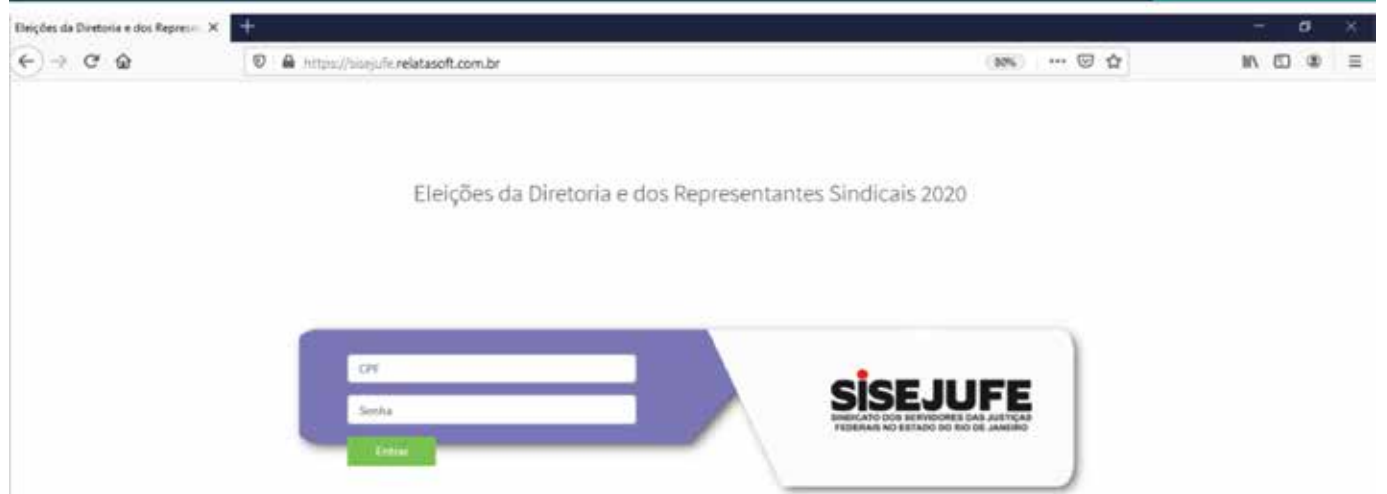 Eleições da Diretoria e dos Represen
https://sisejufe.relatasoft.com.br
80%
Eleições da Diretoria e dos Representantes Sindicais 2020
CPF
Senha
Entrar
SISEJUFE
SINDICATO DOS SERVIDORES DAS JUSTIÇAS
FEDERAIS NO ESTADO DO RIO DE JANEIRO